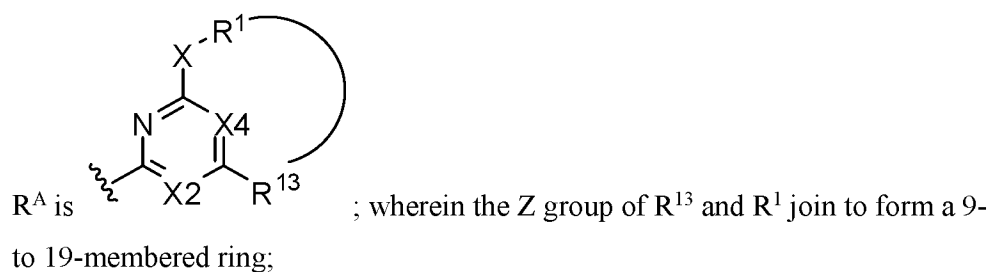 X R¹
N X4
X2 R¹³
Rᴬ is ; wherein the Z group of R¹³ and R¹ join to form a 9-
to 19-membered ring;